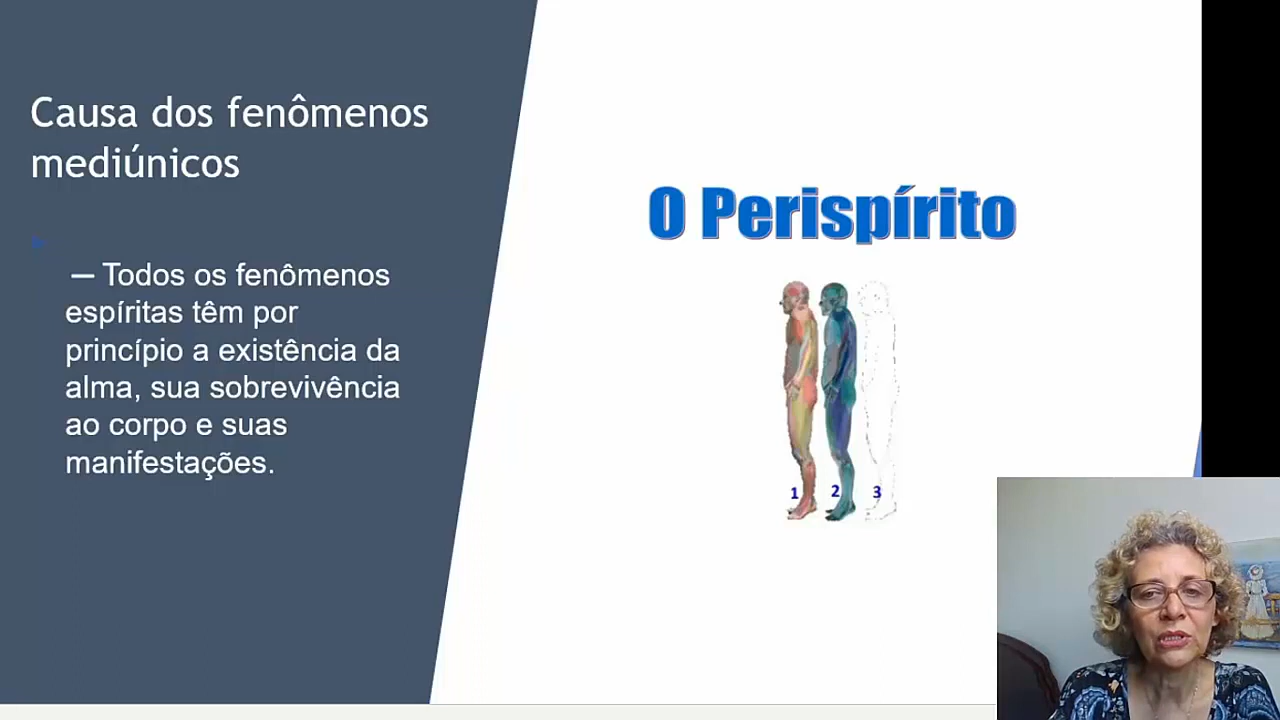 Causa dos fenômenos
mediúnicos
— Todos os fenômenos
espíritas têm por
princípio a existência da
alma, sua sobrevivência
ao corpo e suas
manifestações.
O Perispírito
1 2 3